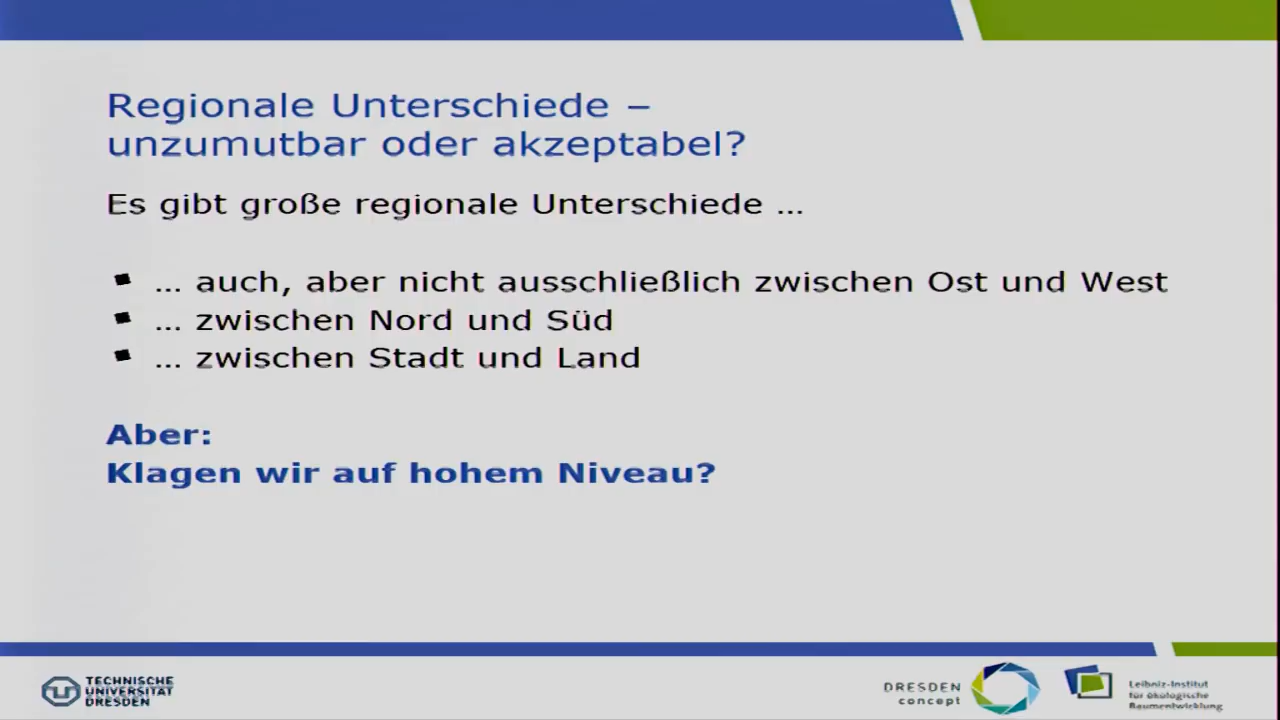 Regionale Unterschiede –
unzumutbar oder akzeptabel?
Es gibt große regionale Unterschiede ...
... auch, aber nicht ausschließlich zwischen Ost und West
... zwischen Nord und Süd
... zwischen Stadt und Land
Aber:
Klagen wir auf hohem Niveau?
TECHNISCHE
UNIVERSITÄT
DRESDEN
DRESDEN
concept
Leibniz-Institut
für ökologische
Raumentwicklung